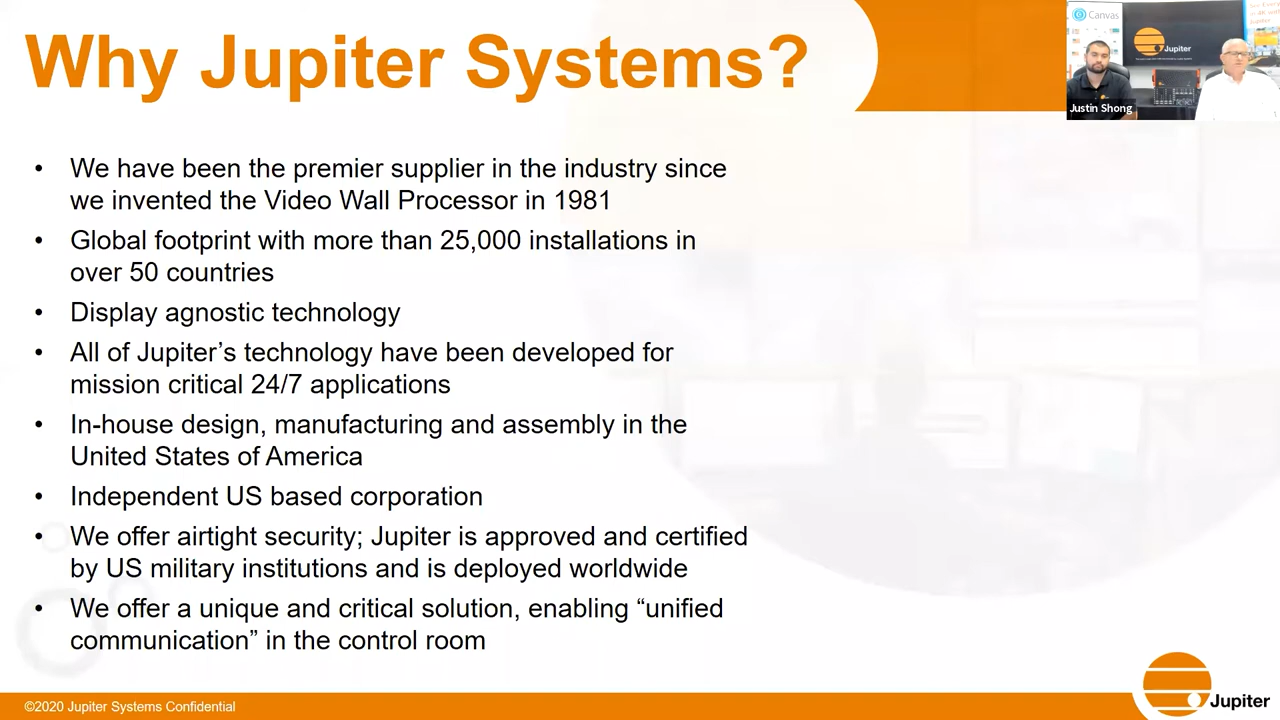 Why Jupiter Systems?
Canvas
Jupiter
Justin Shong
• We have been the premier supplier in the industry since
we invented the Video Wall Processor in 1981
• Global footprint with more than 25,000 installations in
over 50 countries
• Display agnostic technology
• All of Jupiter’s technology have been developed for
mission critical 24/7 applications
• In-house design, manufacturing and assembly in the
United States of America
• Independent US based corporation
• We offer airtight security; Jupiter is approved and certified
by US military institutions and is deployed worldwide
• We offer a unique and critical solution, enabling “unified
communication” in the control room
©2020 Jupiter Systems Confidential
Jupiter